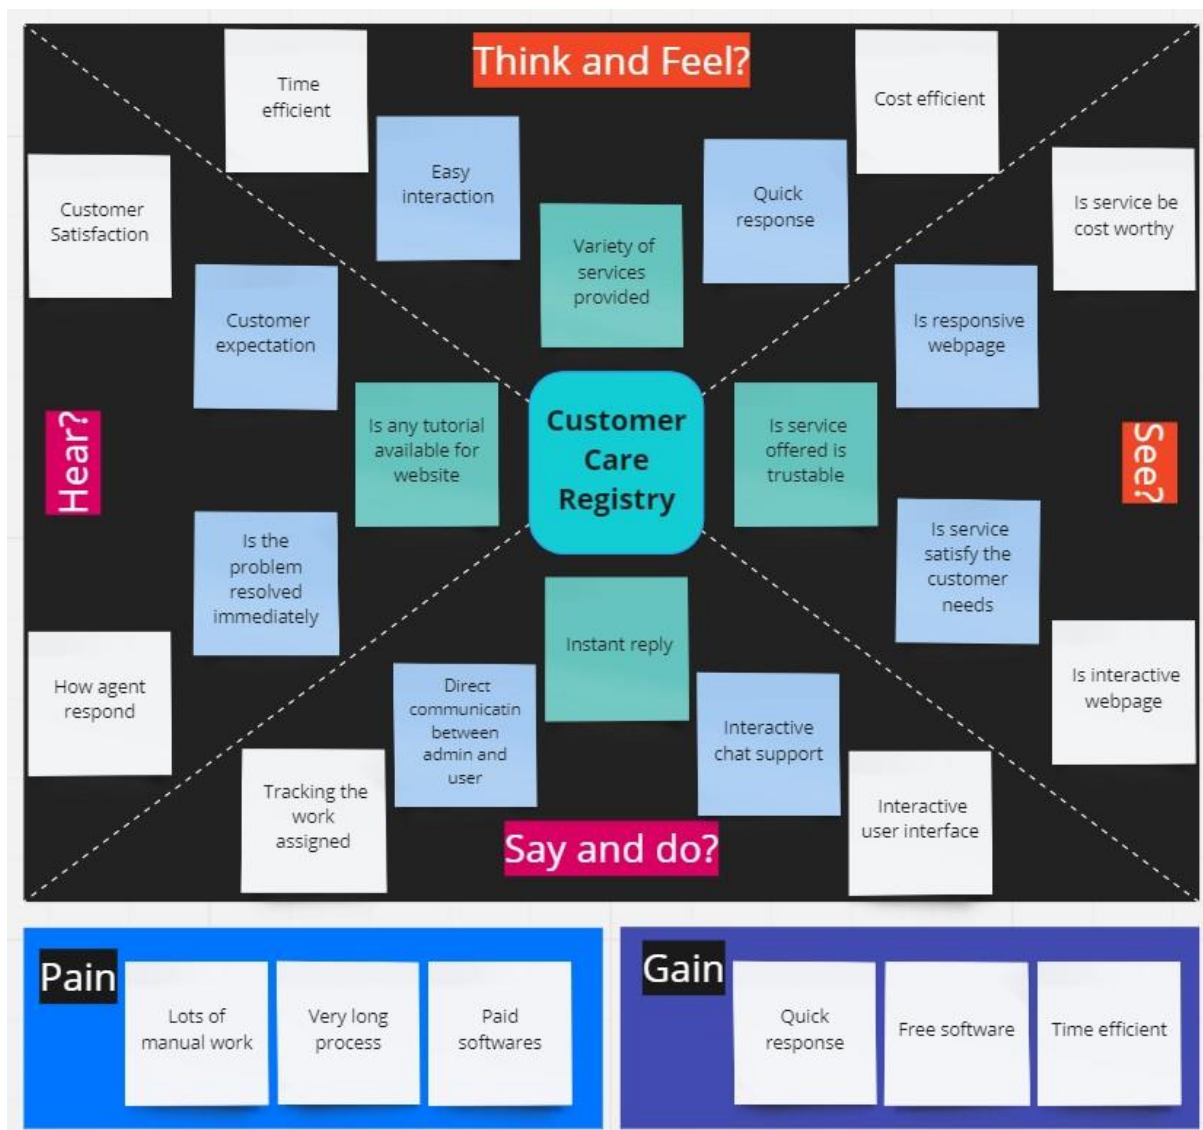 Think and Feel?
Time
efficient
Cost efficient
Easy
interaction
Quick
response
Variety of
services
provided
Customer
Satisfaction
Customer
expectation
Is any tutorial
available for
website
Hear?
Is the
problem
resolved
immediately
How agent
respond
Customer
Care
Registry
Is service be
cost worthy
Is responsive
webpage
Is service
offered is
trustable
See?
Is service
satisfy the
customer
needs
Is interactive
webpage
Instant reply
Direct
communicatin
between
admin and
user
Interactive
chat support
Tracking the
work
assigned
Interactive
user interface
Say and do?
Pain
Lots of
manual work
Very long
process
Paid
softwares
Gain
Quick
response
Free software
Time efficient